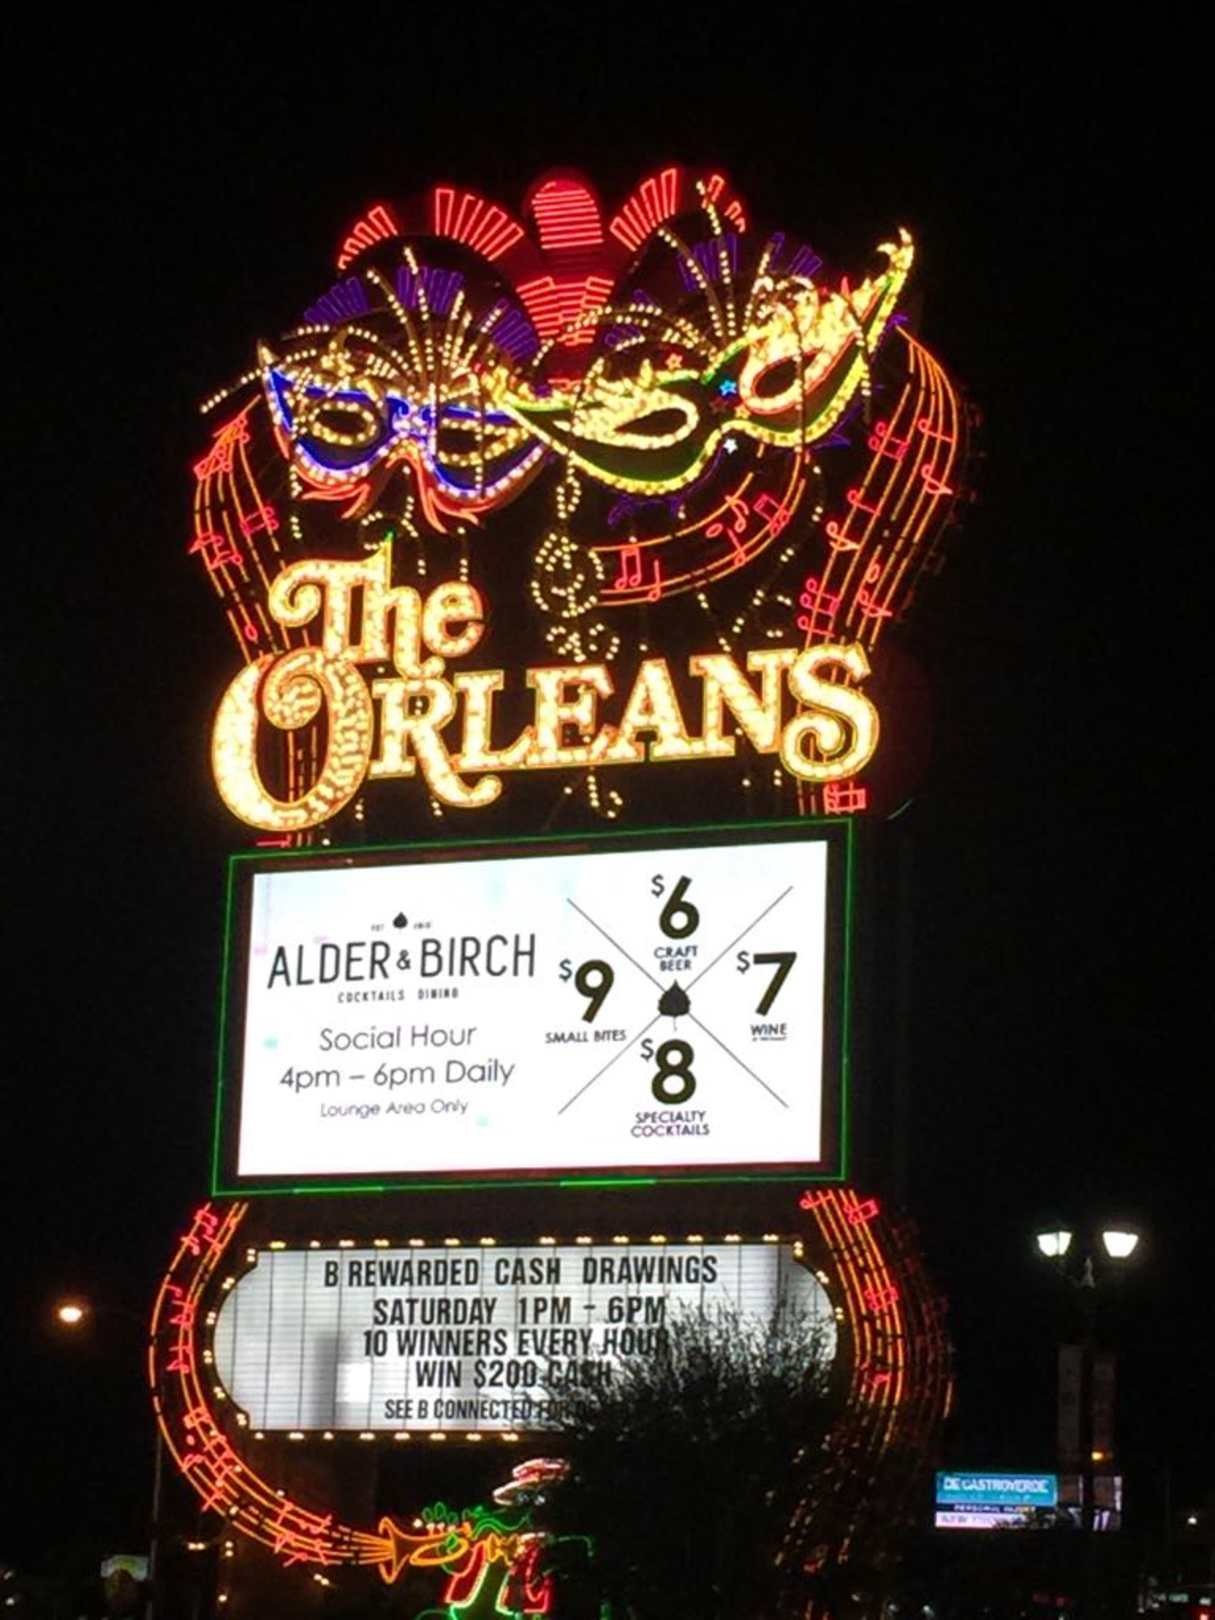 The
ORLEANS
ALDER & BIRCH
COCKTAILS DINING
Social Hour
4pm – 6pm Daily
Lounge Area Only
$6
CRAFT
BEER
$9
SMALL BITES
$7
WINE
$8
SPECIALTY
COCKTAILS
B REWARDED CASH DRAWINGS
SATURDAY 1PM - 6PM
10 WINNERS EVERY HOUR
WIN $200 CASH
SEE B CONNECTED FOR
DE CASTROVERDE